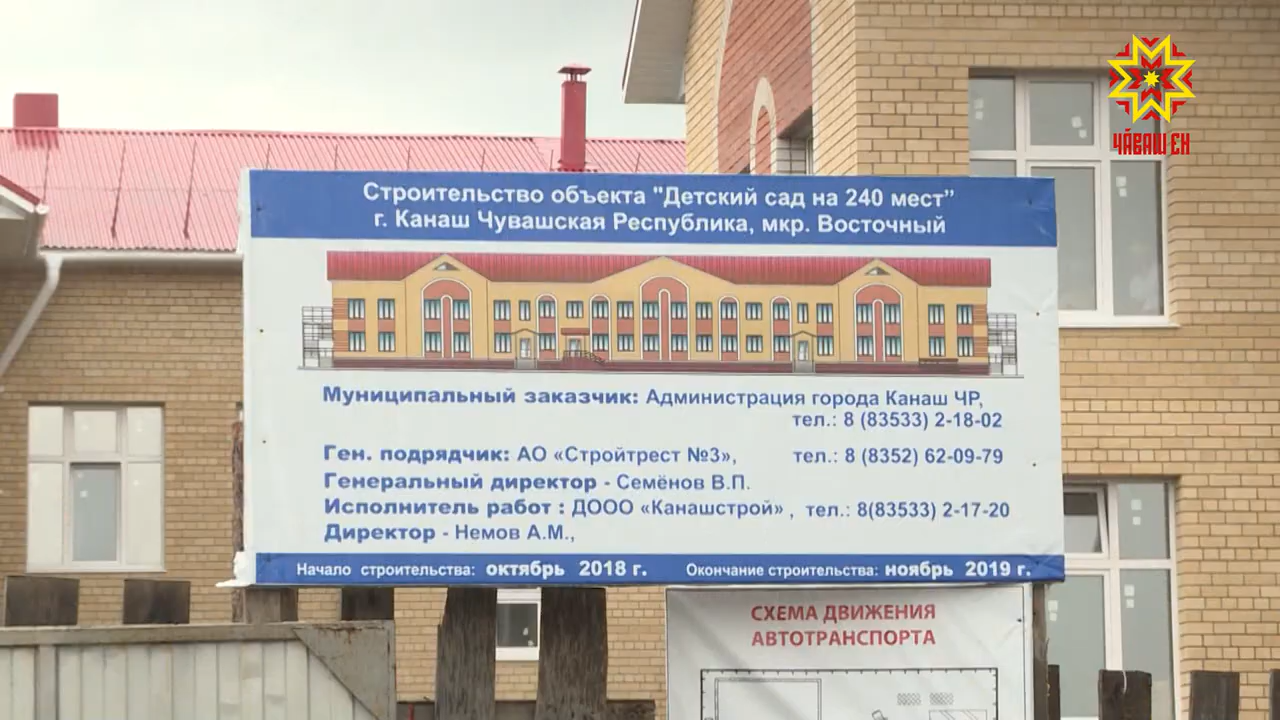 ЧӐВАШ ЕН
Строительство объекта "Детский сад на 240 мест”
г. Канаш Чувашская Республика, мкр. Восточный
Муниципальный заказчик: Администрация города Канаш ЧР,
тел.: 8 (83533) 2-18-02
Ген. подрядчик: АО «Стройтрест №3», тел.: 8 (8352) 62-09-79
Генеральный директор - Семёнов В.П.
Исполнитель работ : ДООО «Канашстрой» , тел.: 8(83533) 2-17-20
Директор - Немов А.М.,
Начало строительства: октябрь 2018 г. Окончание строительства: ноябрь 2019 г.
СХЕМА ДВИЖЕНИЯ
АВТОТРАНСПОРТА